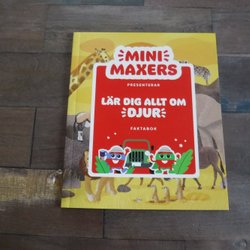 MINI
MAXERS
PRESENTERAR
LÄR DIG ALLT OM
DJUR
FAKTABOK